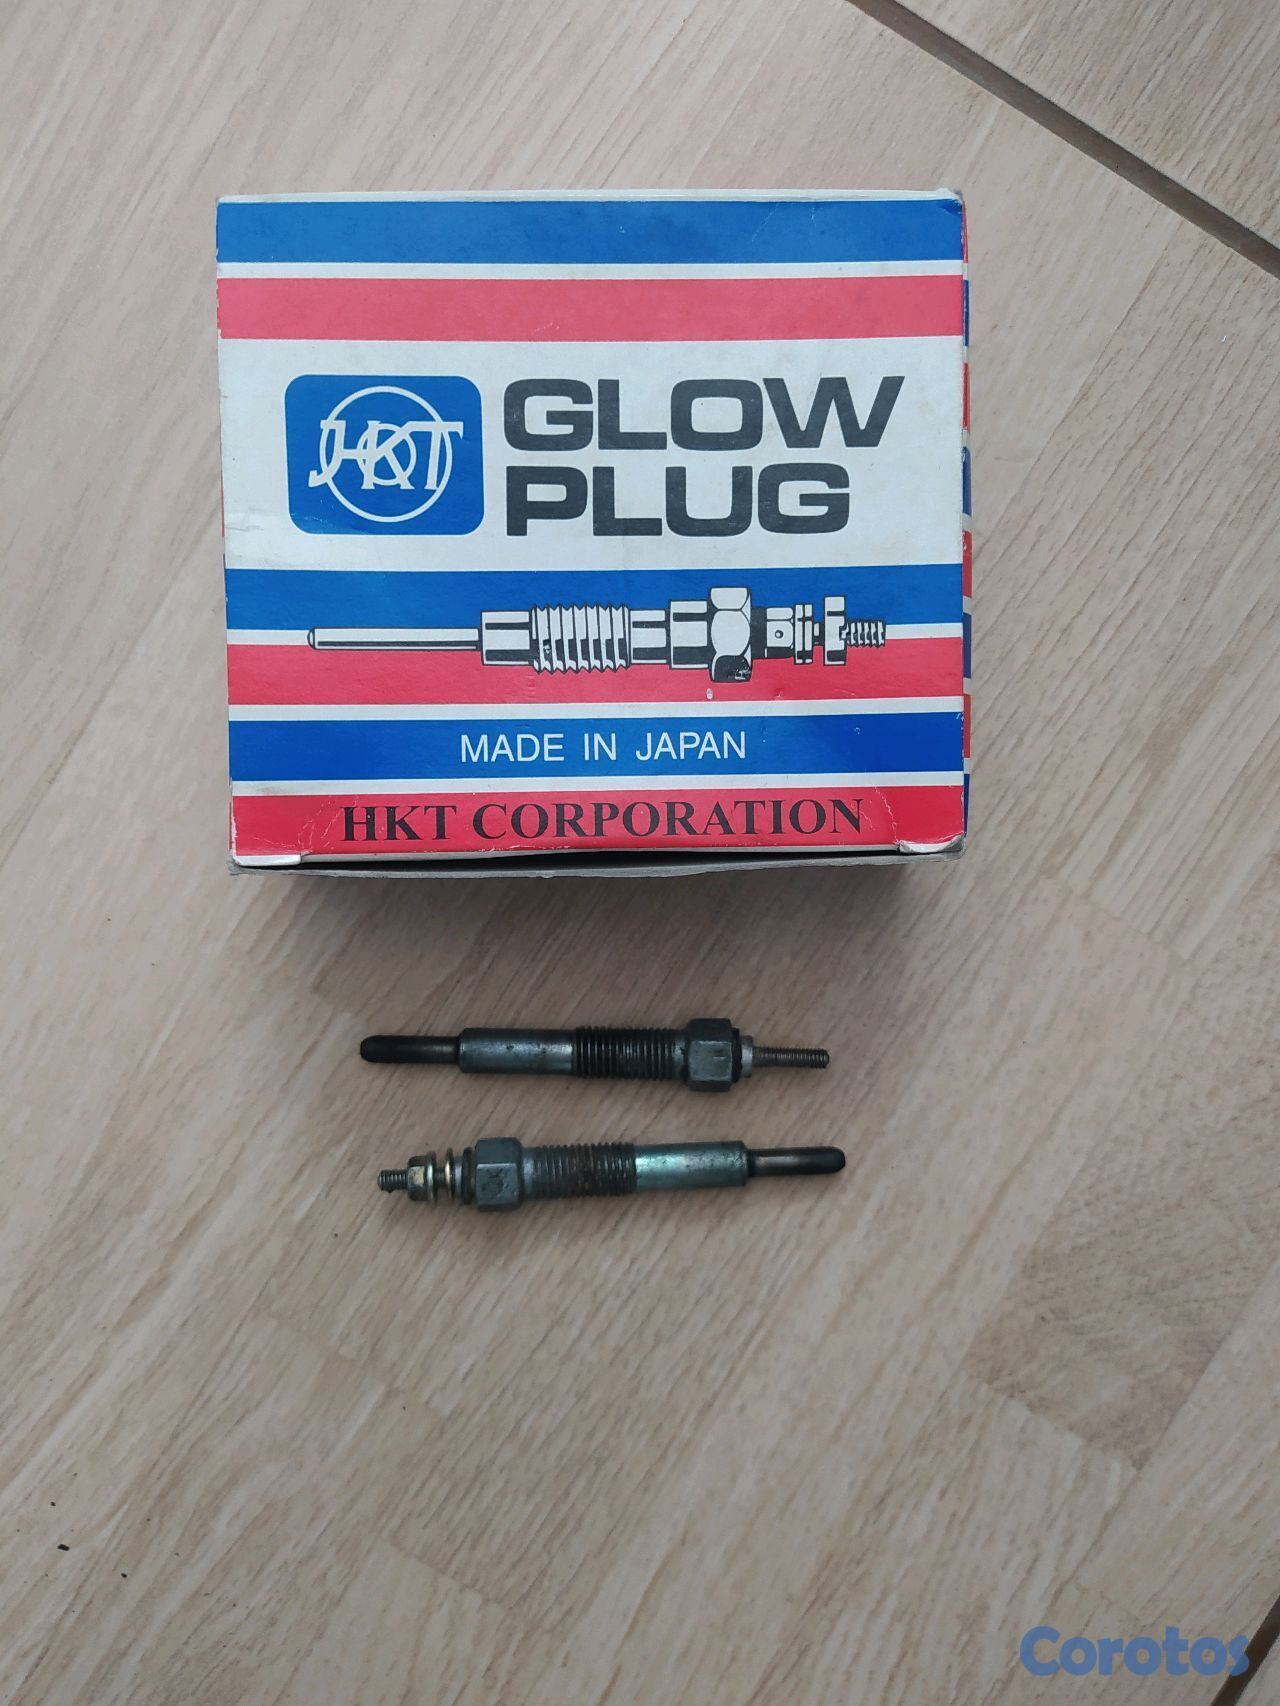 HKT
GLOW
PLUG
MADE IN JAPAN
HKT CORPORATION
Corotos